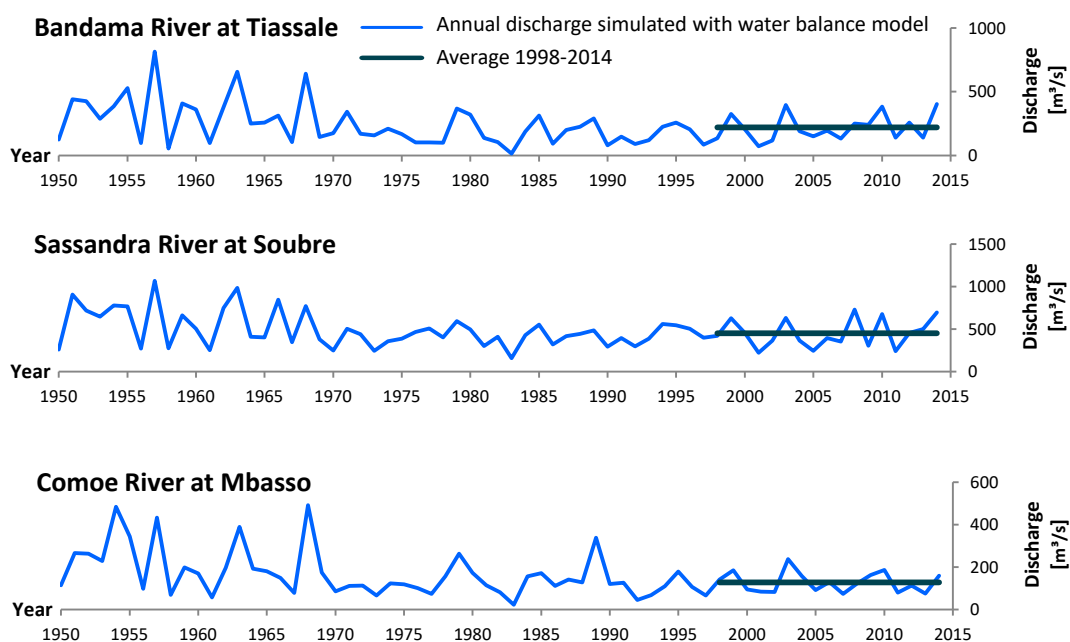 Bandama River at Tiassale
Annual discharge simulated with water balance model
Average 1998-2014
1000
500
0
Discharge
[m³/s]
Year
1950 1955 1960 1965 1970 1975 1980 1985 1990 1995 2000 2005 2010 2015
Sassandra River at Soubre
1500
1000
500
0
Discharge
[m³/s]
Year
1950 1955 1960 1965 1970 1975 1980 1985 1990 1995 2000 2005 2010 2015
Comoe River at Mbasso
600
400
200
0
Discharge
[m³/s]
Year
1950 1955 1960 1965 1970 1975 1980 1985 1990 1995 2000 2005 2010 2015